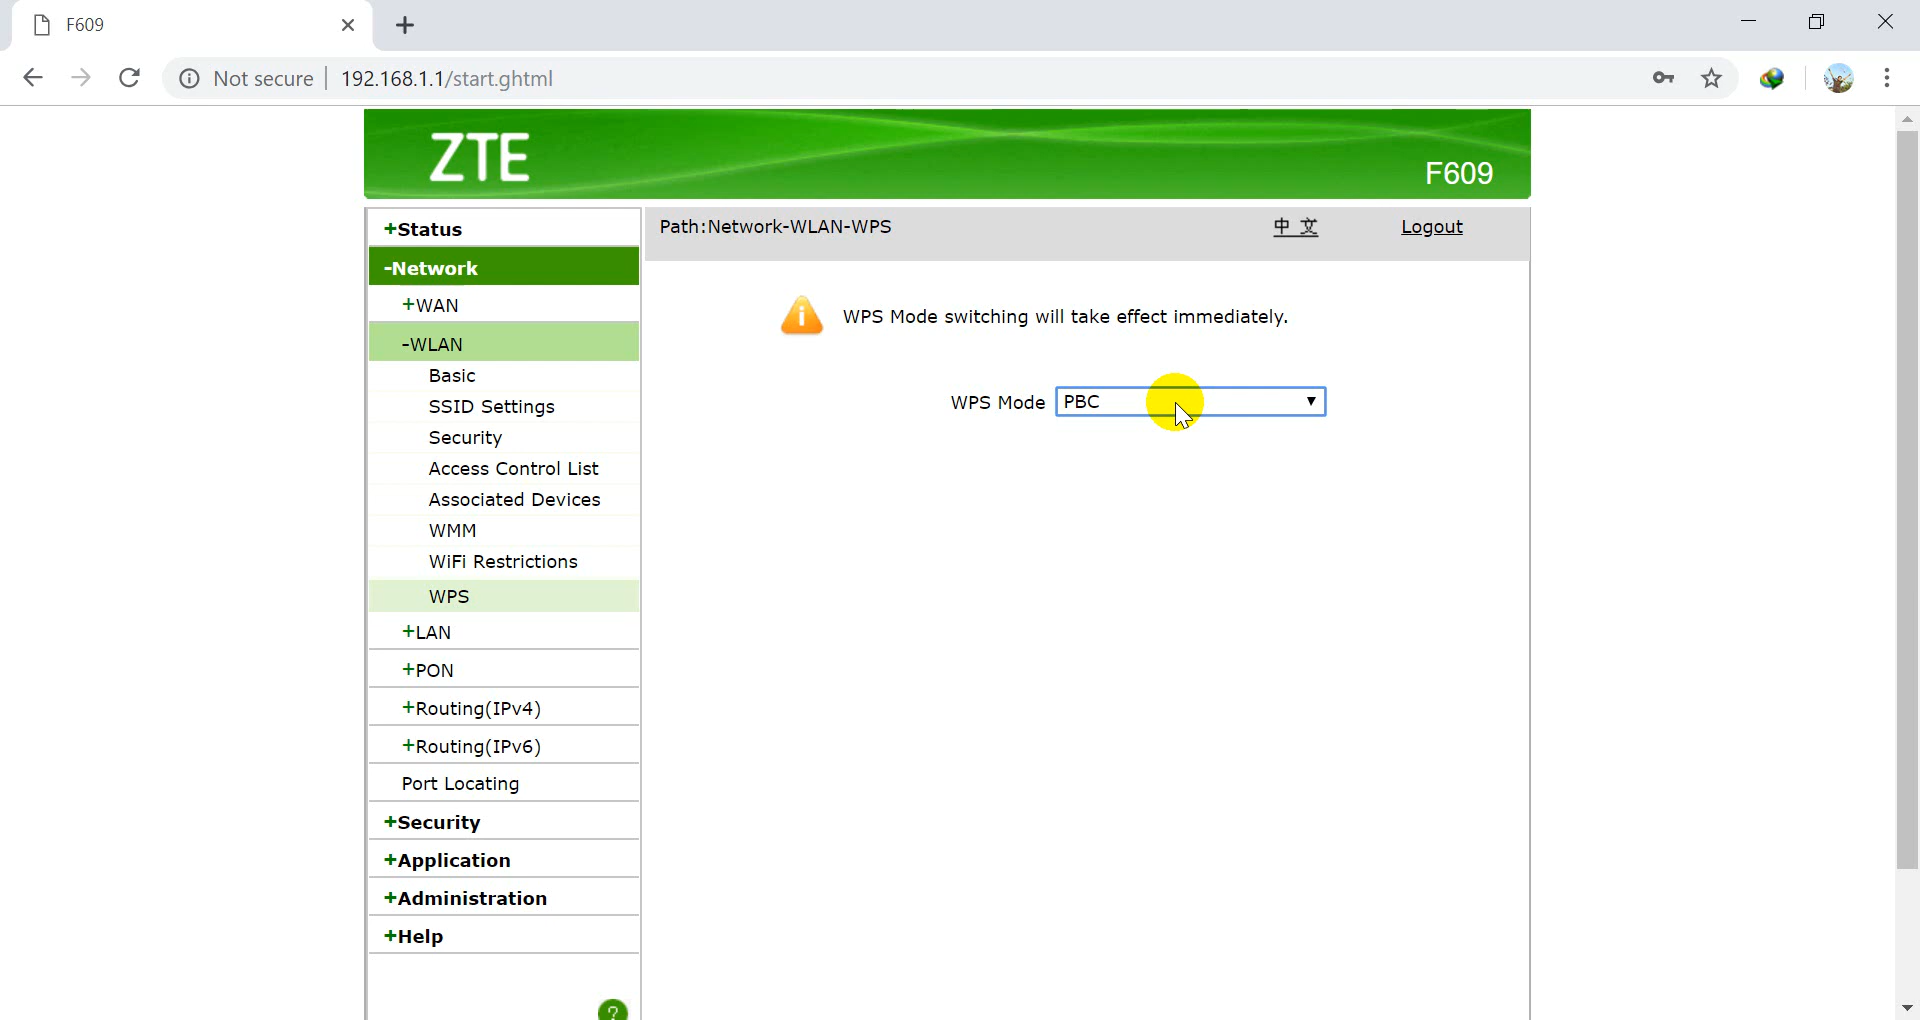 F609
Not secure
192.168.1.1/start.ghtml
ZTE
F609
+Status
-Network
+WAN
-WLAN
Basic
SSID Settings
Security
Access Control List
Associated Devices
WMM
WiFi Restrictions
WPS
+LAN
+PON
+Routing(IPv4)
+Routing(IPv6)
Port Locating
+Security
+Application
+Administration
+Help
?
Path:Network-WLAN-WPS
中文
Logout
WPS Mode switching will take effect immediately.
WPS Mode PBC